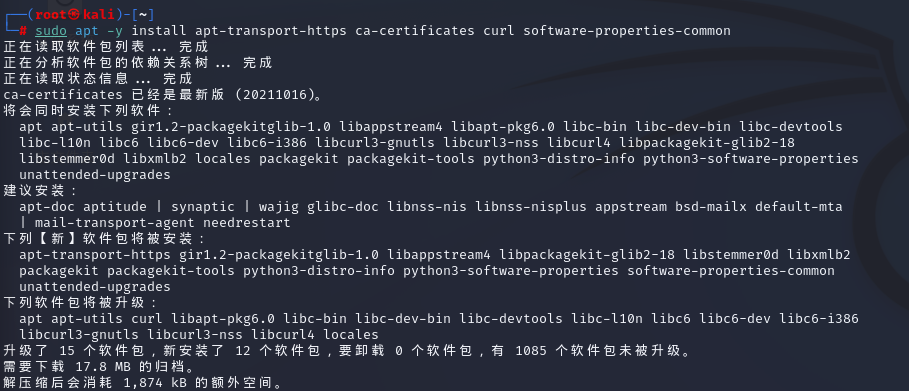 ┌──(root㉿kali)-[~]
└─# sudo apt -y install apt-transport-https ca-certificates curl software-properties-common
正在读取软件包列表... 完成
正在分析软件包的依赖关系树... 完成
正在读取状态信息... 完成
ca-certificates 已经是最新版 (20211016)。
将会同时安装下列软件：
  apt apt-utils gir1.2-packagekitglib-1.0 libappstream4 libapt-pkg6.0 libc-bin libc-dev-bin libc-devtools
  libc-l10n libc6 libc6-dev libc6-i386 libcurl3-gnutls libcurl3-nss libcurl4 libpackagekit-glib2-18
  libstemmer0d libxmlb2 locales packagekit packagekit-tools python3-distro-info python3-software-properties
  unattended-upgrades
建议安装：
  apt-doc aptitude | synaptic | wajig glibc-doc libnss-nis libnss-nisplus appstream bsd-mailx default-mta
  | mail-transport-agent needrestart
下列【新】软件包将被安装：
  apt-transport-https gir1.2-packagekitglib-1.0 libappstream4 libpackagekit-glib2-18 libstemmer0d libxmlb2
  packagekit packagekit-tools python3-distro-info python3-software-properties software-properties-common
  unattended-upgrades
下列软件包将被升级：
  apt apt-utils curl libapt-pkg6.0 libc-bin libc-dev-bin libc-devtools libc-l10n libc6 libc6-dev libc6-i386
  libcurl3-gnutls libcurl3-nss libcurl4 locales
升级了 15 个软件包，新安装了 12 个软件包，要卸载 0 个软件包，有 1085 个软件包未被升级。
需要下载 17.8 MB 的归档。
解压缩后会消耗 1,874 kB 的额外空间。